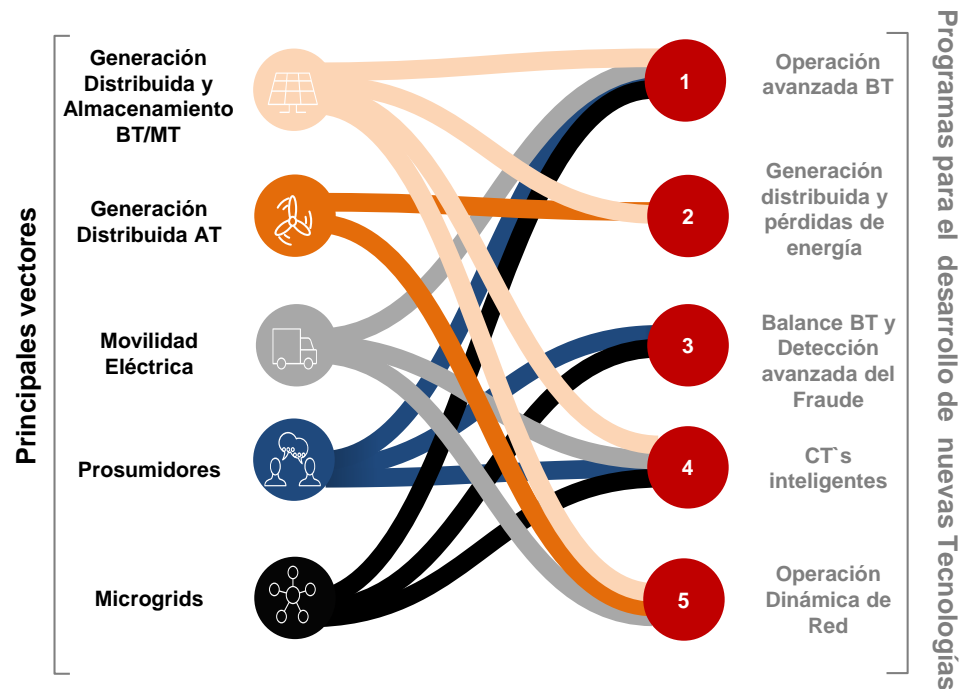 Principales vectores
Generación
Distribuida y
Almacenamiento
BT/MT
Generación
Distribuida AT
Movilidad
Eléctrica
Prosumidores
Microgrids
1
2
3
4
5
Operación
avanzada BT
Generación
distribuida y
pérdidas de
energía
Balance BT y
Detección
avanzada del
Fraude
CT`s
inteligentes
Operación
Dinámica de
Red
Programas para el desarrollo de nuevas Tecnologías